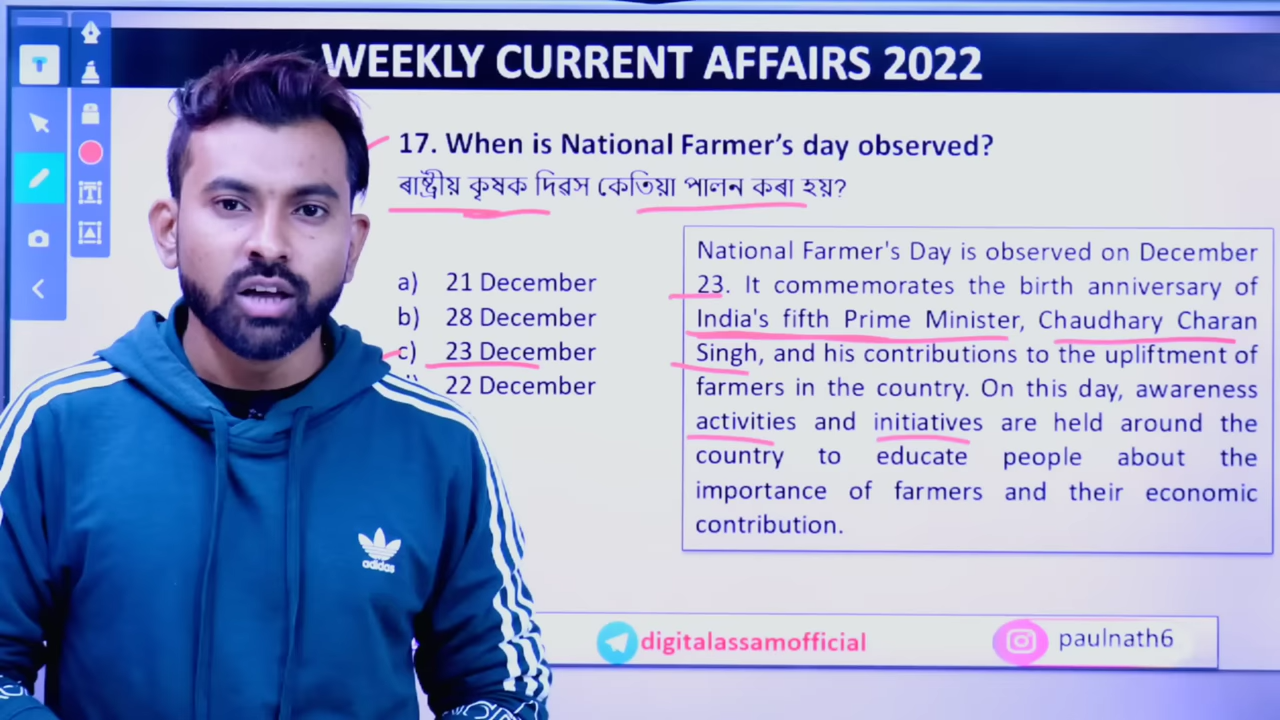 WEEKLY CURRENT AFFAIRS 2022
17. When is National Farmer's day observed?
ৰাষ্ট্ৰীয় কৃষক দিৱস কেতিয়া পালন কৰা হয়?
a) 21 December
b) 28 December
c) 23 December
22 December
National Farmer's Day is observed on December
23. It commemorates the birth anniversary of
India's fifth Prime Minister, Chaudhary Charan
Singh, and his contributions to the upliftment of
farmers in the country. On this day, awareness
activities and initiatives are held around the
country to educate people about the
importance of farmers and their economic
contribution.
adidas
digitalassamofficial
paulnath6